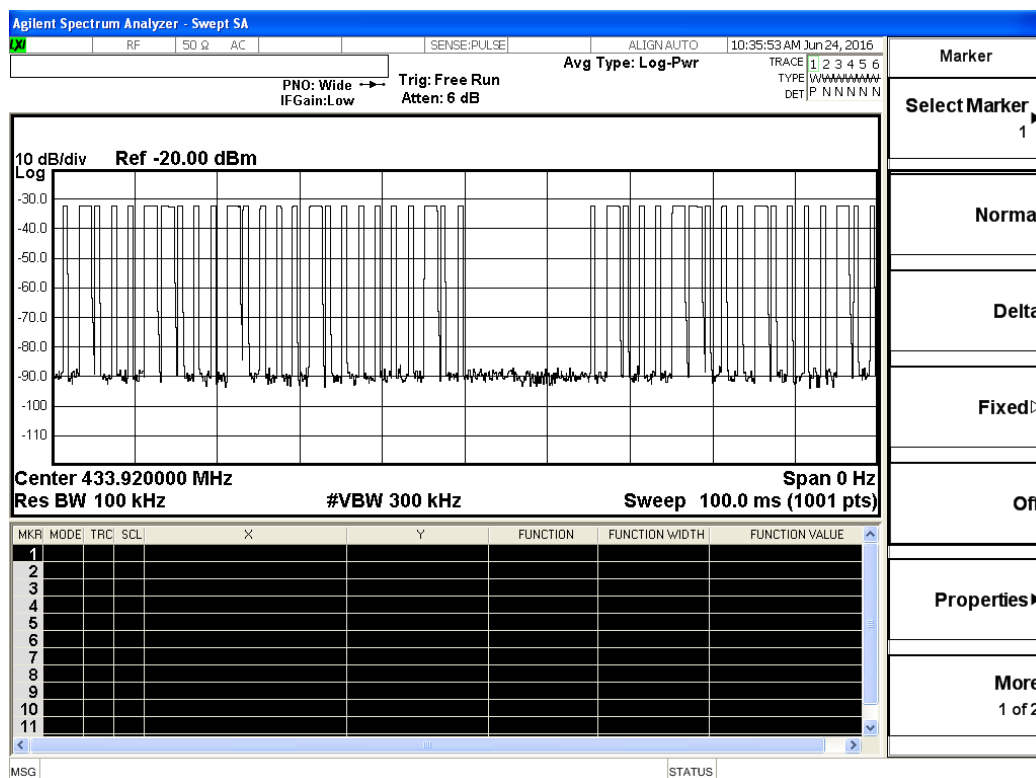 Agilent Spectrum Analyzer - Swept SA
LXI RF 50 Ω AC SENSE:PULSE ALIGN AUTO 10:35:53 AM Jun 24, 2016
PNO: Wide
IFGain:Low
Trig: Free Run
Atten: 6 dB
Avg Type: Log-Pwr
TRACE 1 2 3 4 5 6
TYPE
DET P N N N N N
10 dB/div Ref -20.00 dBm
Log
-30.0
-40.0
-50.0
-60.0
-70.0
-80.0
-90.0
-100
-110
Center 433.920000 MHz Span 0 Hz
Res BW 100 kHz #VBW 300 kHz Sweep 100.0 ms (1001 pts)
MKR MODE TRC SCL X Y FUNCTION FUNCTION WIDTH FUNCTION VALUE
1
2
3
4
5
6
7
8
9
10
11
MSG STATUS
Marker
Select Marker
1
Norma
Delta
Fixed
Off
Properties
More
1 of 2